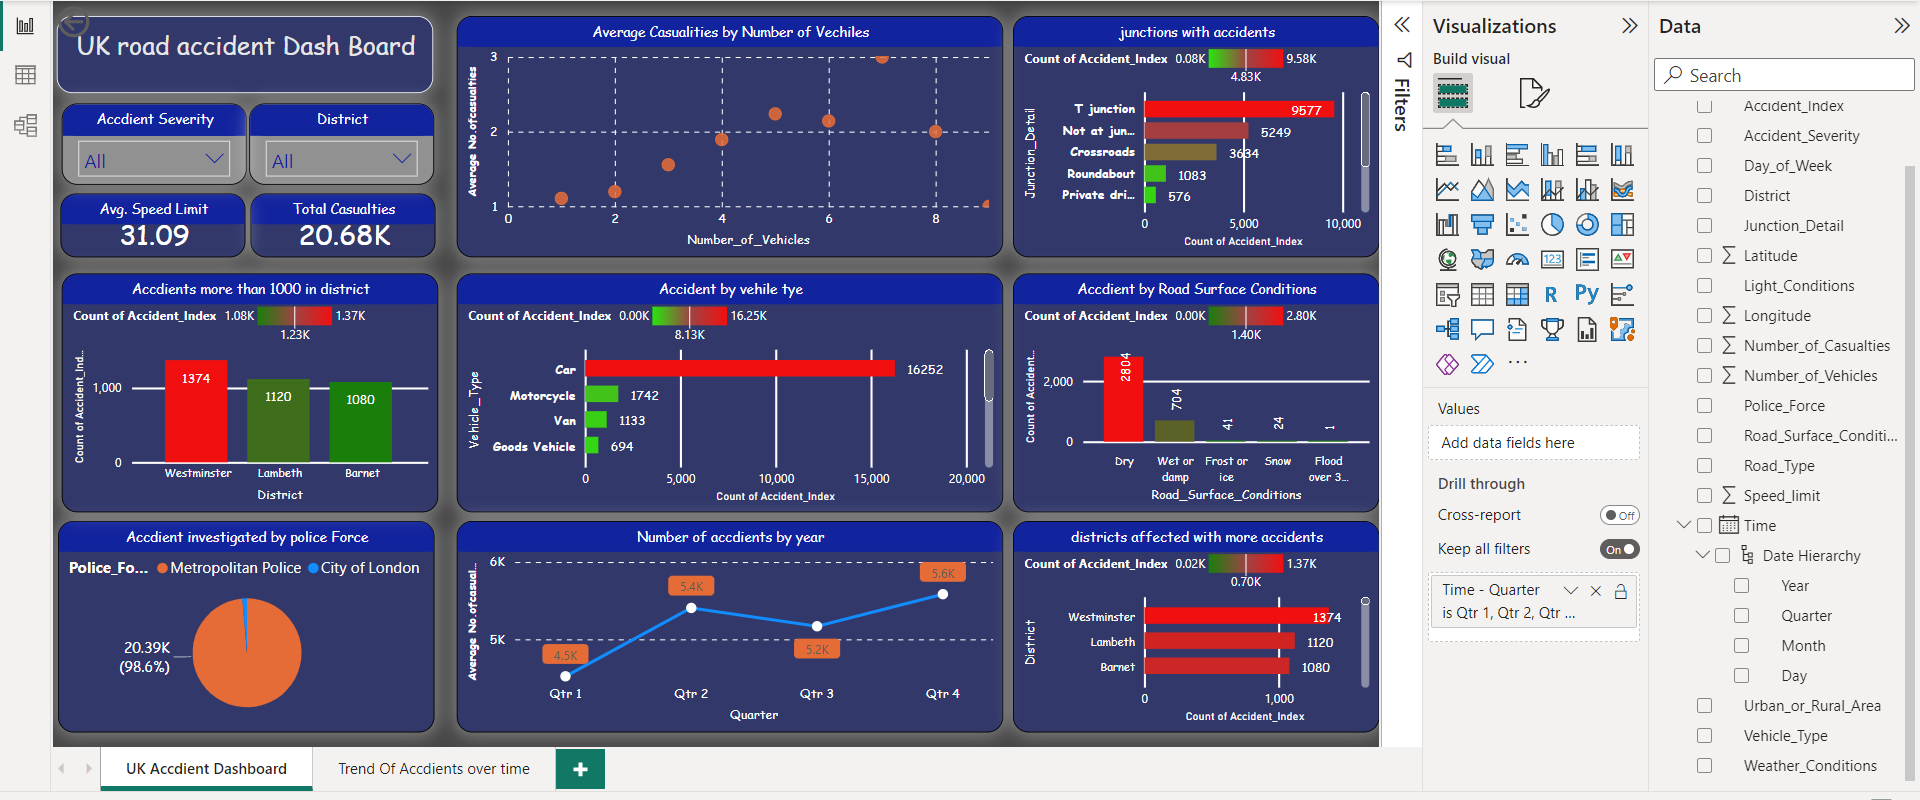 UK road accident Dash Board
Accdient Severity
All
District
All
Avg. Speed Limit
31.09
Total Casualties
20.68K
Average Casualities by Number of Vechiles
Average No.ofcasualties
3
2
1
0
2
4
6
8
Number_of_Vehicles
junctions with accidents
Count of Accident_Index 0.08K 9.58K
4.83K
Junction_Detail
T junction 9577
Not at jun... 5249
Crossroads 3634
Roundabout 1083
Private dri... 576
0 5,000 10,000
Count of Accident_Index
Accdients more than 1000 in district
Count of Accident_Index 1.08K 1.37K
1.23K
Count of Accident_Ind...
1,000
0
1374
1120
1080
Westminster Lambeth Barnet
District
Accident by vehile tye
Count of Accident_Index 0.00K 16.25K
8.13K
Vehicle_Type
Car 16252
Motorcycle 1742
Van 1133
Goods Vehicle 694
0 5,000 10,000 15,000 20,000
Count of Accident_Index
Accdient by Road Surface Conditions
Count of Accident_Index 0.00K 2.80K
1.40K
Count of Accident...
2,000
0
2804
704
41
24
1
Dry
Wet or
damp
Frost or
ice
Snow
Flood
over 3...
Road_Surface_Conditions
Accdient investigated by police Force
Police_Fo... Metropolitan Police City of London
20.39K
(98.6%)
Number of accdients by year
Average No.ofcasual...
6K
5K
4.5K
5.4K
5.2K
5.6K
Qtr 1 Qtr 2 Qtr 3 Qtr 4
Quarter
districts affected with more accidents
Count of Accident_Index 0.02K 1.37K
0.70K
District
Westminster 1374
Lambeth 1120
Barnet 1080
0 1,000
Count of Accident_Index
UK Accdient Dashboard
Trend Of Accdients over time
Filters
Visualizations
Build visual
123
R
Py
Values
Add data fields here
Drill through
Cross-report
Off
Keep all filters
On
Time - Quarter
is Qtr 1, Qtr 2, Qtr ...
Data
Search
Accident_Index
Accident_Severity
Day_of_Week
District
Junction_Detail
Latitude
Light_Conditions
Longitude
Number_of_Casualties
Number_of_Vehicles
Police_Force
Road_Surface_Conditi...
Road_Type
Speed_limit
Time
Date Hierarchy
Year
Quarter
Month
Day
Urban_or_Rural_Area
Vehicle_Type
Weather_Conditions